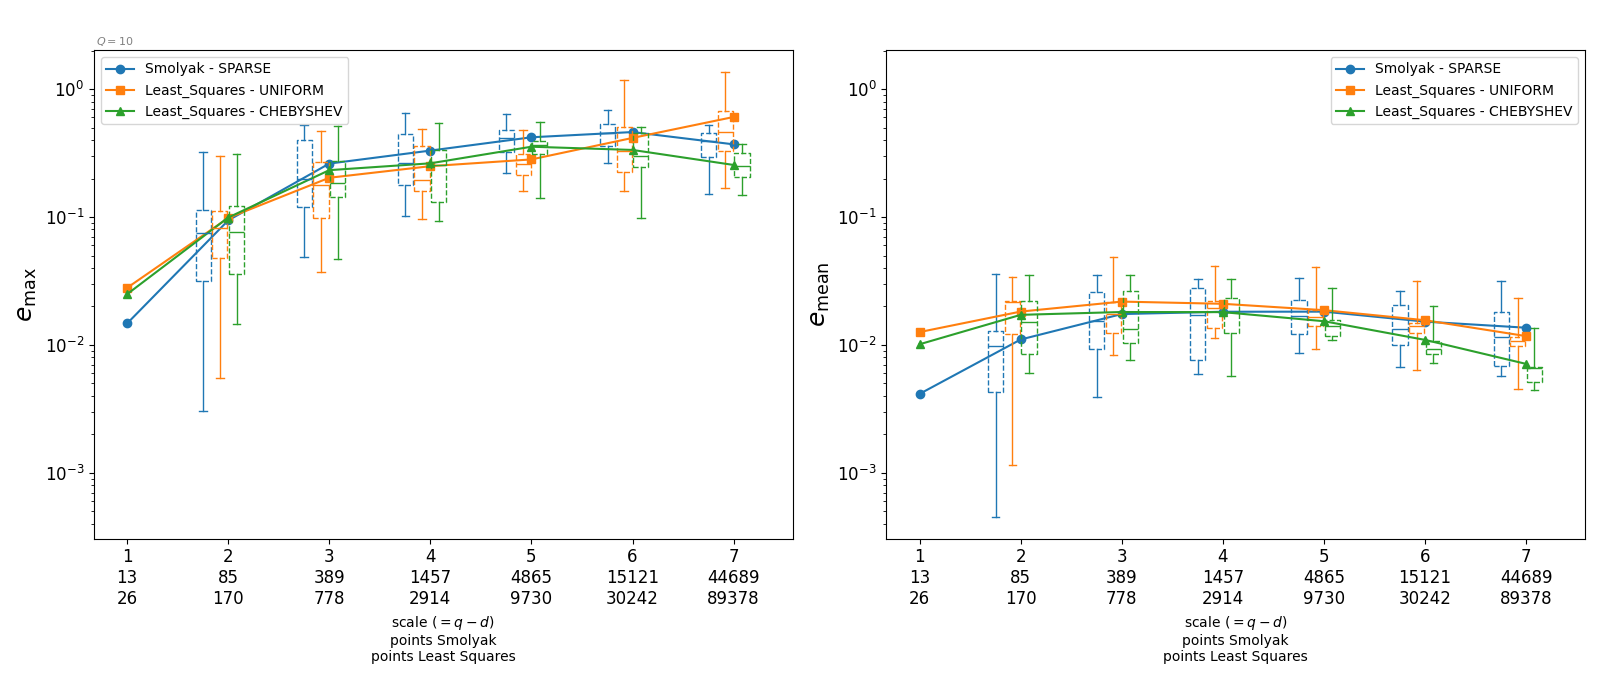 Q = 10
Smolyak - SPARSE
Least_Squares - UNIFORM
Least_Squares - CHEBYSHEV
10⁰
10⁻¹
10⁻²
10⁻³
e_max
1 2 3 4 5 6 7
13 85 389 1457 4865 15121 44689
26 170 778 2914 9730 30242 89378
scale (= q − d)
points Smolyak
points Least Squares
Smolyak - SPARSE
Least_Squares - UNIFORM
Least_Squares - CHEBYSHEV
10⁰
10⁻¹
10⁻²
10⁻³
e_mean
1 2 3 4 5 6 7
13 85 389 1457 4865 15121 44689
26 170 778 2914 9730 30242 89378
scale (= q − d)
points Smolyak
points Least Squares